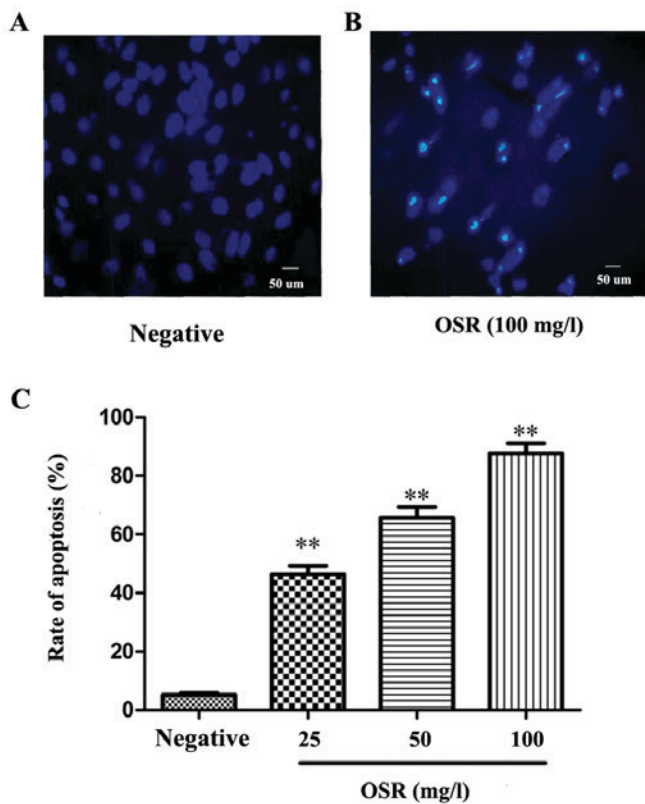 A
B
50 um
50 um
Negative
OSR (100 mg/l)
C
Rate of apoptosis (%)
100
80
60
40
20
0
**
**
**
Negative
25
50
100
OSR (mg/l)